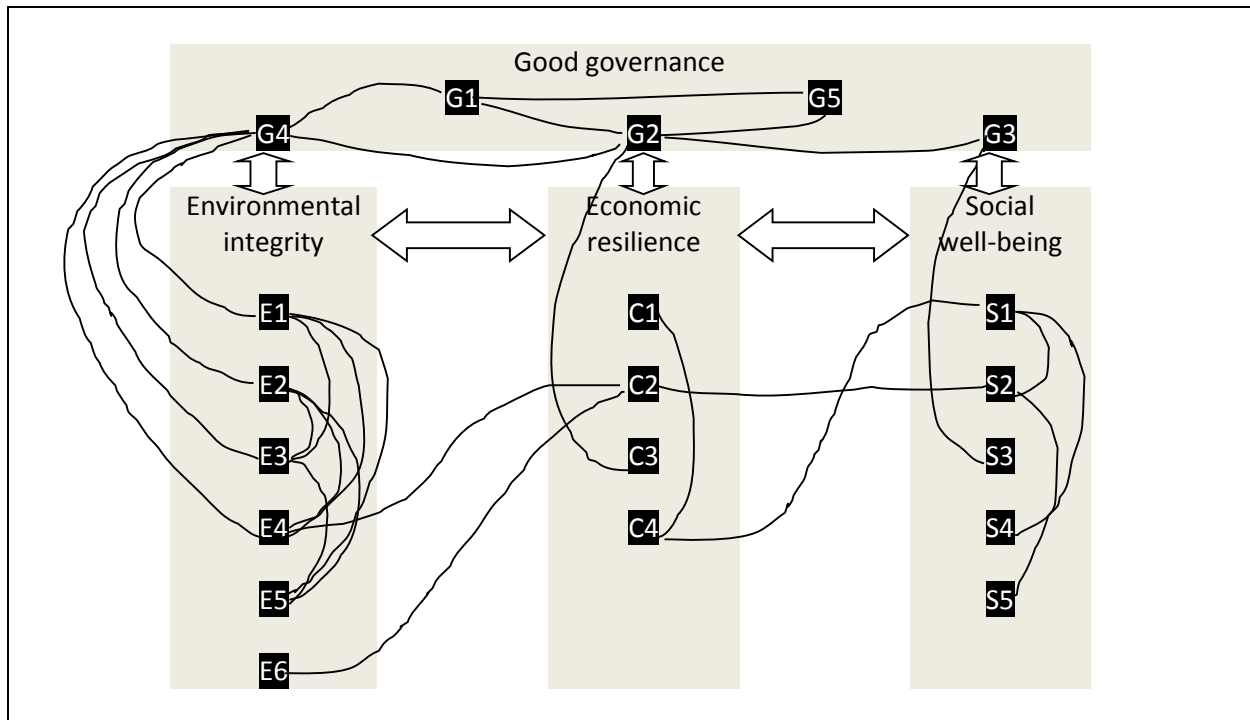 Good governance
G1
G5
G4
G2
G3
Environmental
integrity
Economic
resilience
Social
well-being
E1
C1
S1
E2
C2
S2
E3
C3
S3
E4
C4
S4
E5
S5
E6